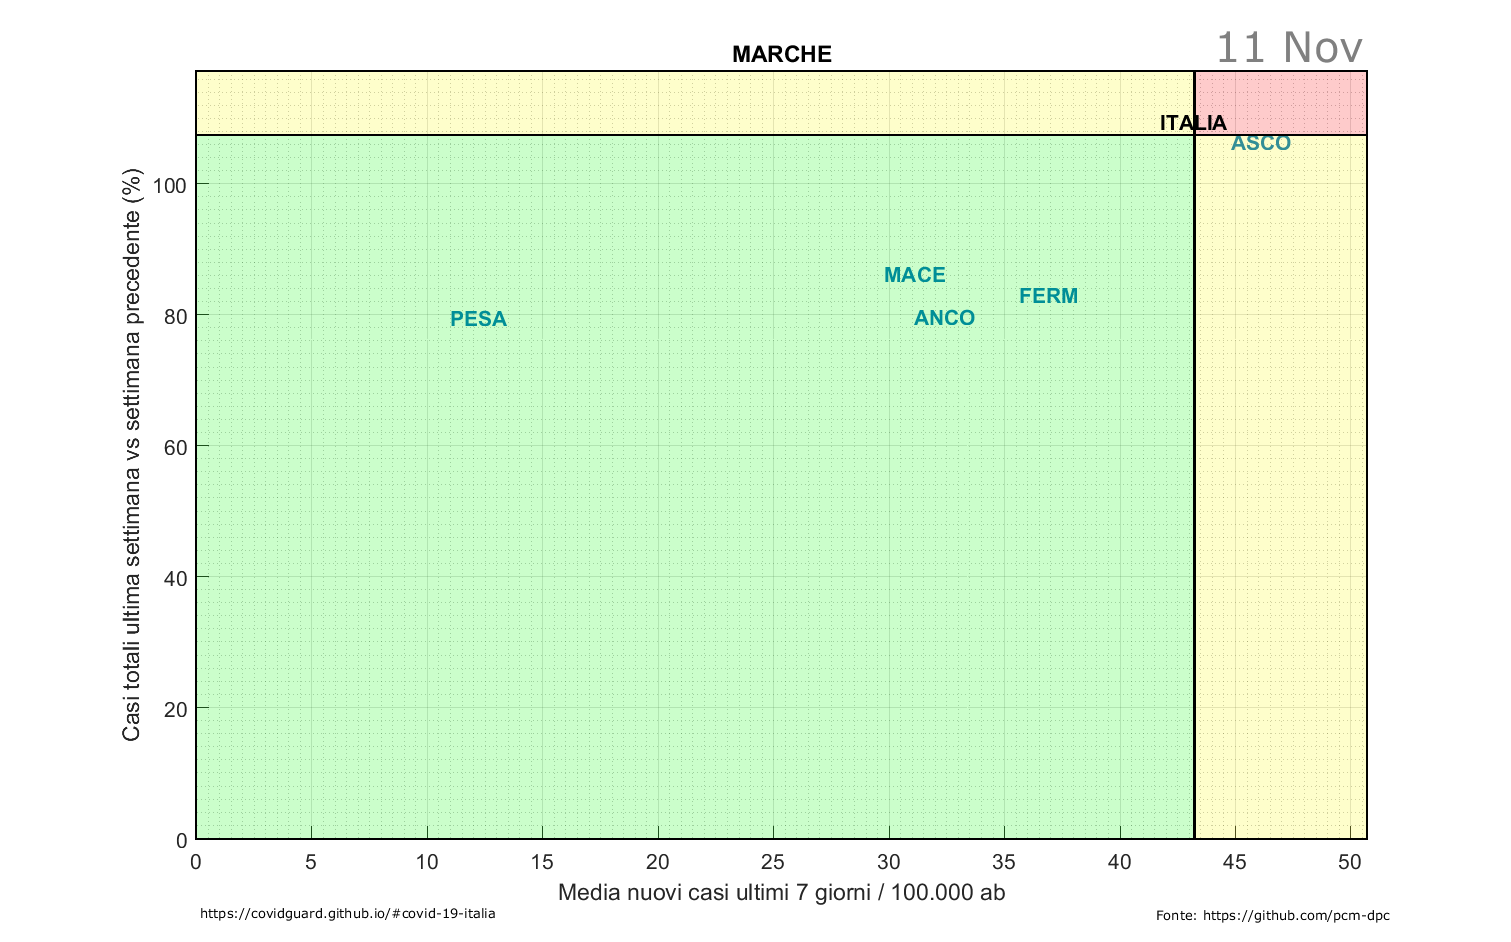 11 Nov
MARCHE
ITALIA
ASCO
MACE
FERM
ANCO
PESA
Casi totali ultima settimana vs settimana precedente (%)
100
80
60
40
20
0
0 5 10 15 20 25 30 35 40 45 50
Media nuovi casi ultimi 7 giorni / 100.000 ab
https://covidguard.github.io/#covid-19-italia
Fonte: https://github.com/pcm-dpc